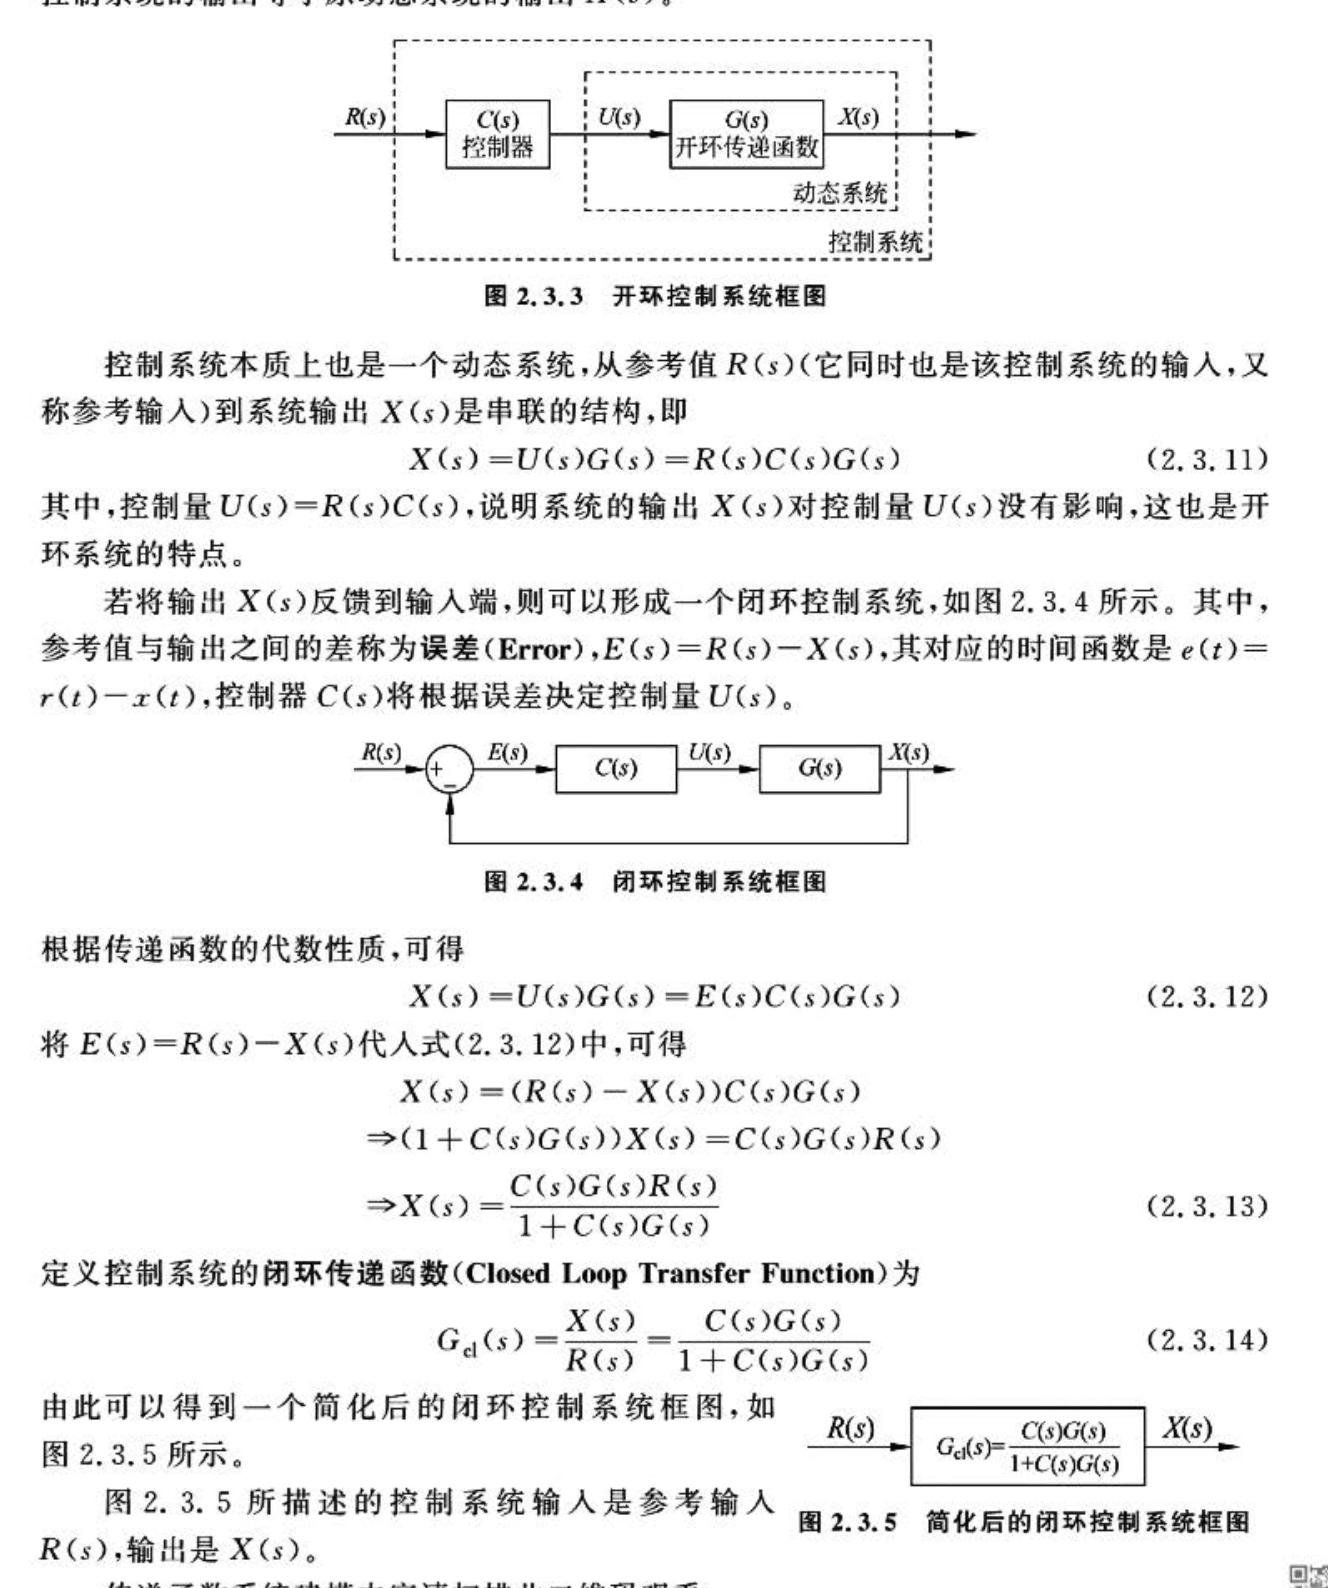 R(s)
C(s)
控制器
U(s)
G(s)
开环传递函数
X(s)
动态系统
控制系统
图 2.3.3 开环控制系统框图
控制系统本质上也是一个动态系统,从参考值 R(s)(它同时也是该控制系统的输入,又
称参考输入)到系统输出 X(s)是串联的结构,即
X(s)=U(s)G(s)=R(s)C(s)G(s) (2.3.11)
其中,控制量 U(s)=R(s)C(s),说明系统的输出 X(s)对控制量 U(s)没有影响,这也是开
环系统的特点。
若将输出 X(s)反馈到输入端,则可以形成一个闭环控制系统,如图 2.3.4 所示。其中,
参考值与输出之间的差称为误差(Error),E(s)=R(s)-X(s),其对应的时间函数是 e(t)=
r(t)-x(t),控制器 C(s)将根据误差决定控制量 U(s)。
R(s) + - E(s) C(s) U(s) G(s) X(s)
图 2.3.4 闭环控制系统框图
根据传递函数的代数性质,可得
X(s)=U(s)G(s)=E(s)C(s)G(s) (2.3.12)
将 E(s)=R(s)-X(s)代入式(2.3.12)中,可得
X(s)=(R(s)-X(s))C(s)G(s)
⇒(1+C(s)G(s))X(s)=C(s)G(s)R(s)
⇒X(s)=C(s)G(s)R(s)/1+C(s)G(s) (2.3.13)
定义控制系统的闭环传递函数(Closed Loop Transfer Function)为
Gcl(s)=X(s)/R(s)=C(s)G(s)/1+C(s)G(s) (2.3.14)
由此可以得到一个简化后的闭环控制系统框图,如
图 2.3.5 所示。
图 2.3.5 所描述的控制系统输入是参考输入
R(s),输出是 X(s)。
R(s) Gcl(s)=C(s)G(s)/1+C(s)G(s) X(s)
图 2.3.5 简化后的闭环控制系统框图